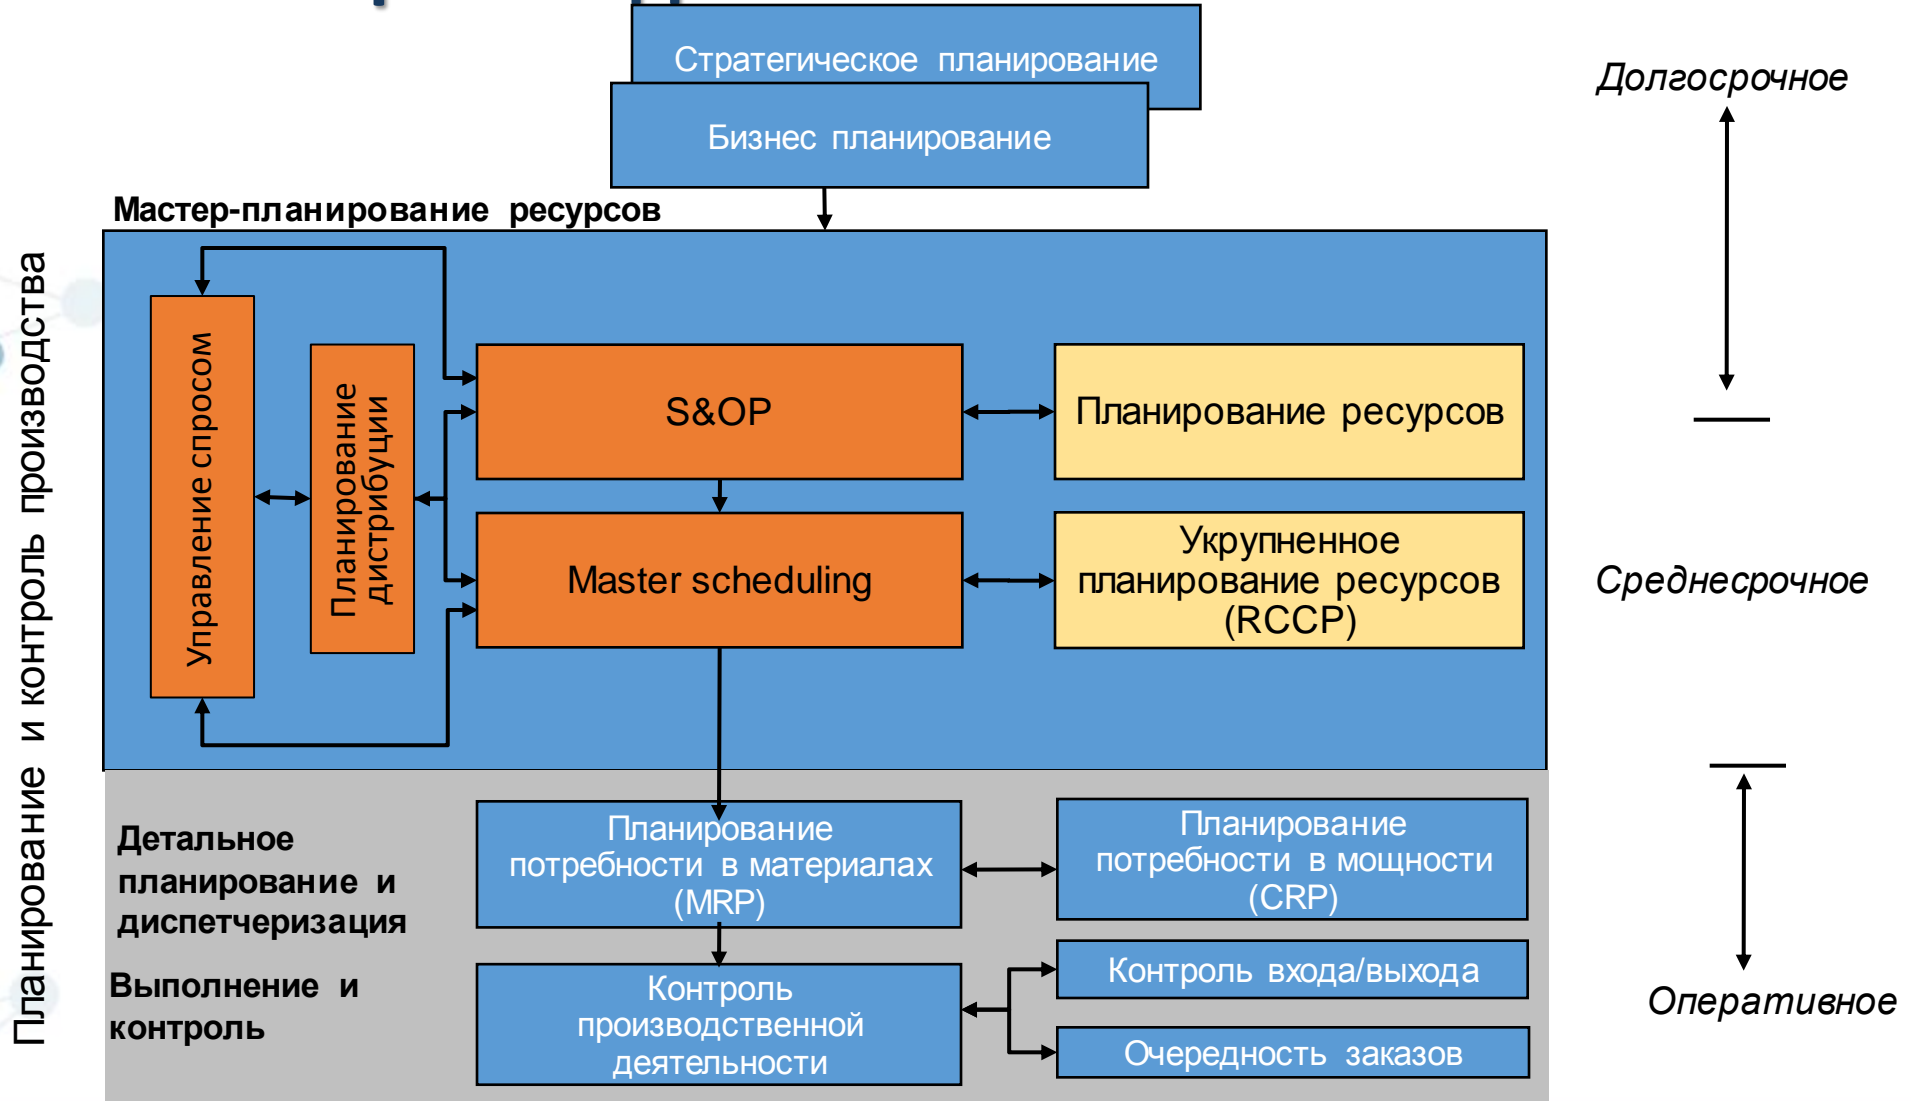 Стратегическое планирование
Бизнес планирование
Долгосрочное
Мастер-планирование ресурсов
Планирование и контроль производства
Управление спросом
Планирование
дистрибуции
S&OP
Планирование ресурсов
Master scheduling
Укрупненное
планирование ресурсов
(RCCP)
Среднесрочное
Детальное
планирование и
диспетчеризация
Планирование
потребности в материалах
(MRP)
Планирование
потребности в мощности
(CRP)
Выполнение и
контроль
Контроль
производственной
деятельности
Контроль входа/выхода
Очередность заказов
Оперативное